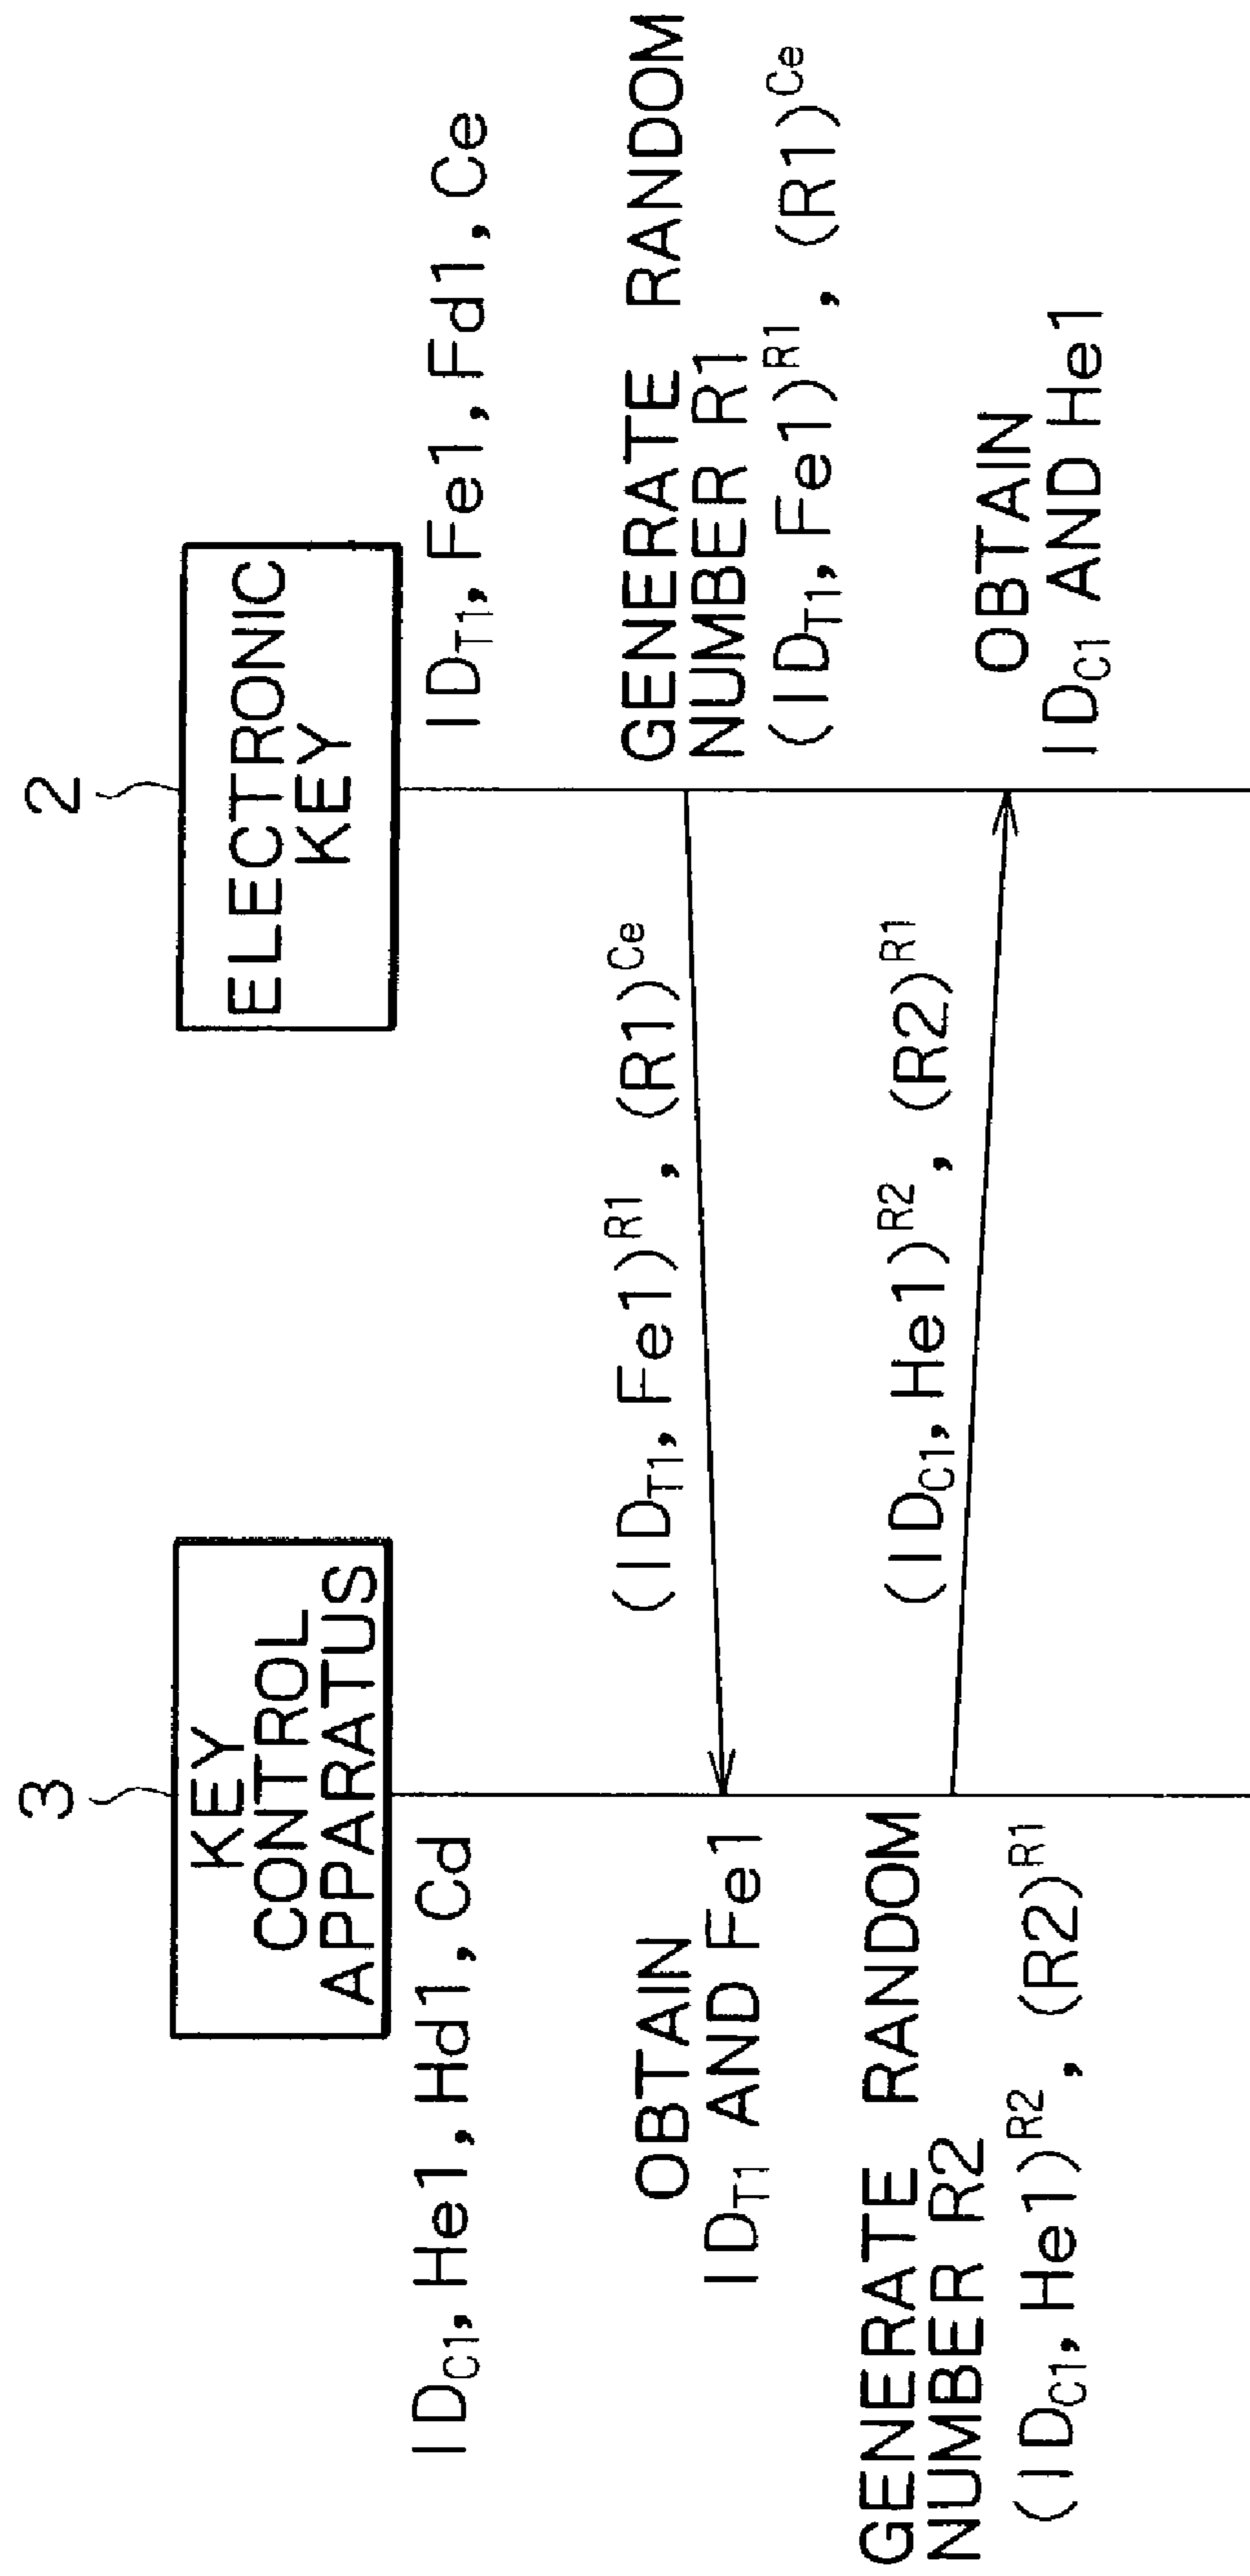 3
KEY
CONTROL
APPARATUS
2
ELECTRONIC
KEY
ID_C1, He1, Hd1, Cd
ID_T1, Fe1, Fd1, Ce
GENERATE RANDOM
NUMBER R1
(ID_T1, Fe1)^R1, (R1)^Ce
(ID_T1, Fe1)^R1, (R1)^Ce
OBTAIN
ID_T1 AND Fe1
GENERATE RANDOM
NUMBER R2
(ID_C1, He1)^R2, (R2)^R1
(ID_C1, He1)^R2, (R2)^R1
OBTAIN
ID_C1 AND He1